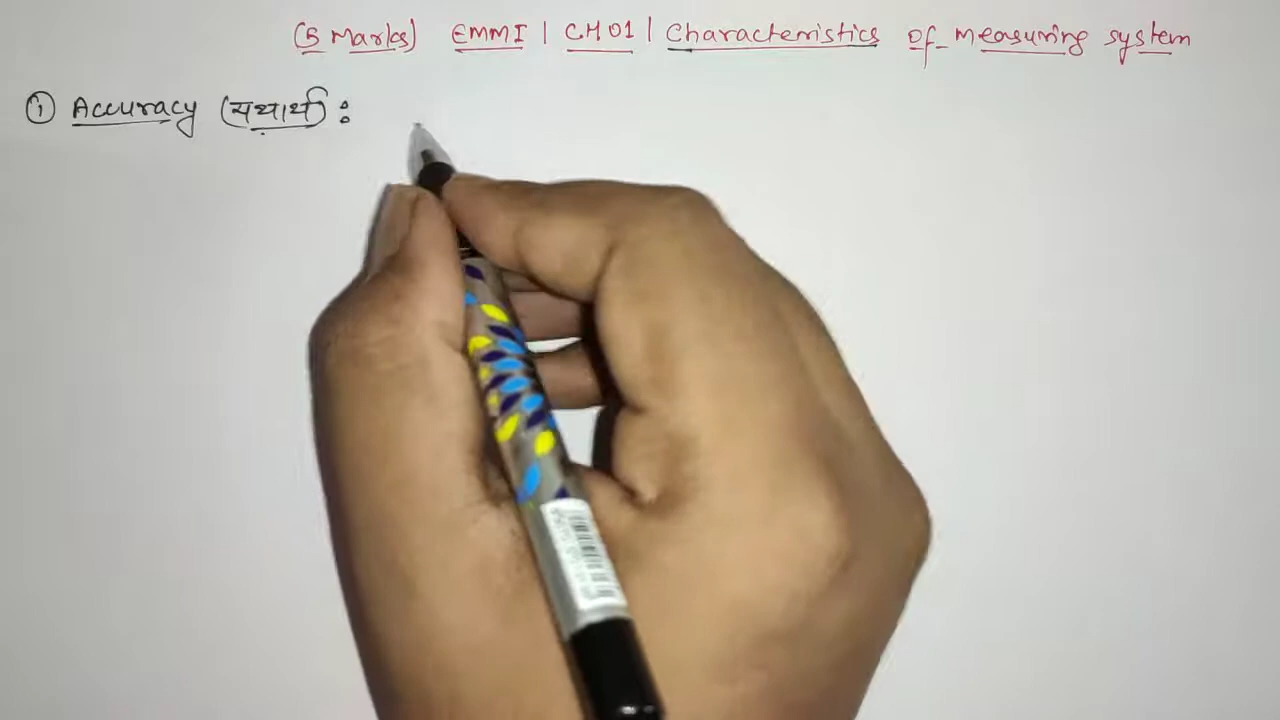 (5 Marks) EMMI | CH01 | Characteristics of measuring system
① Accuracy (यथार्थ) :